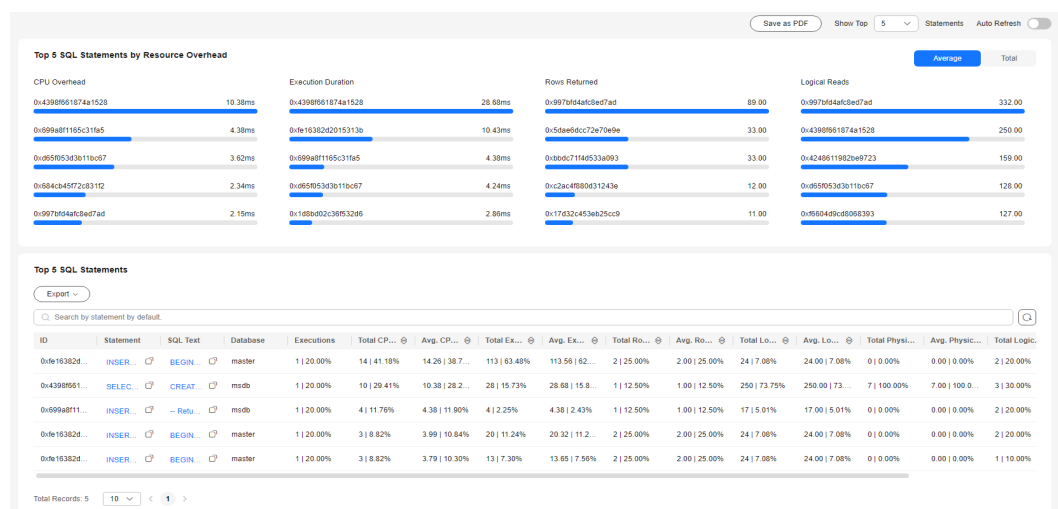 Save as PDF Show Top 5 Statements Auto Refresh
Top 5 SQL Statements by Resource Overhead
Average Total
CPU Overhead Execution Duration Rows Returned Logical Reads
0x4398f661874a1528 10.38ms 0x4398f661874a1528 28.68ms 0x997bfd4afc8ed7ad 89.00 0x997bfd4afc8ed7ad 332.00
0x699a8f1165c31fa5 4.38ms 0xfe16382d2015313b 10.43ms 0x5dae6dcc72e70e9e 33.00 0x4398f661874a1528 250.00
0xd65f053d3b11bc67 3.62ms 0x699a8f1165c31fa5 4.38ms 0xbbdc71f4d533a093 33.00 0x4248611982be9723 159.00
0x684cb45f72c831f2 2.34ms 0xd65f053d3b11bc67 4.24ms 0xc2ac4f880d31243e 12.00 0xd65f053d3b11bc67 128.00
0x997bfd4afc8ed7ad 2.15ms 0x1d8bd02c36f532d6 2.86ms 0x17d32c453eb25cc9 11.00 0xf6604d9cd8068393 127.00
Top 5 SQL Statements
Export
Search by statement by default.
ID Statement SQL Text Database Executions Total CP... Avg. CP... Total Ex... Avg. Ex... Total Ro... Avg. Ro... Total Lo... Avg. Lo... Total Physi... Avg. Physic... Total Logic.
0xfe16382d... INSER... BEGIN... master 1 | 20.00% 14 | 41.18% 14.26 | 38.7... 113 | 63.48% 113.56 | 62.... 2 | 25.00% 2.00 | 25.00% 24 | 7.08% 24.00 | 7.08% 0 | 0.00% 0.00 | 0.00% 2 | 20.00%
0x4398f661... SELEC... CREAT... msdb 1 | 20.00% 10 | 29.41% 10.38 | 28.2... 28 | 15.73% 28.68 | 15.8... 1 | 12.50% 1.00 | 12.50% 250 | 73.75% 250.00 | 73.... 7 | 100.00% 7.00 | 100.0... 3 | 30.00%
0x699a8f11... INSER... -- Retu... msdb 1 | 20.00% 4 | 11.76% 4.38 | 11.90% 4 | 2.25% 4.38 | 2.43% 1 | 12.50% 1.00 | 12.50% 17 | 5.01% 17.00 | 5.01% 0 | 0.00% 0.00 | 0.00% 2 | 20.00%
0xfe16382d... INSER... BEGIN... master 1 | 20.00% 3 | 8.82% 3.99 | 10.84% 20 | 11.24% 20.32 | 11.2... 2 | 25.00% 2.00 | 25.00% 24 | 7.08% 24.00 | 7.08% 0 | 0.00% 0.00 | 0.00% 2 | 20.00%
0xfe16382d... INSER... BEGIN... master 1 | 20.00% 3 | 8.82% 3.79 | 10.30% 13 | 7.30% 13.65 | 7.56% 2 | 25.00% 2.00 | 25.00% 24 | 7.08% 24.00 | 7.08% 0 | 0.00% 0.00 | 0.00% 1 | 10.00%
Total Records: 5 10 < 1 >